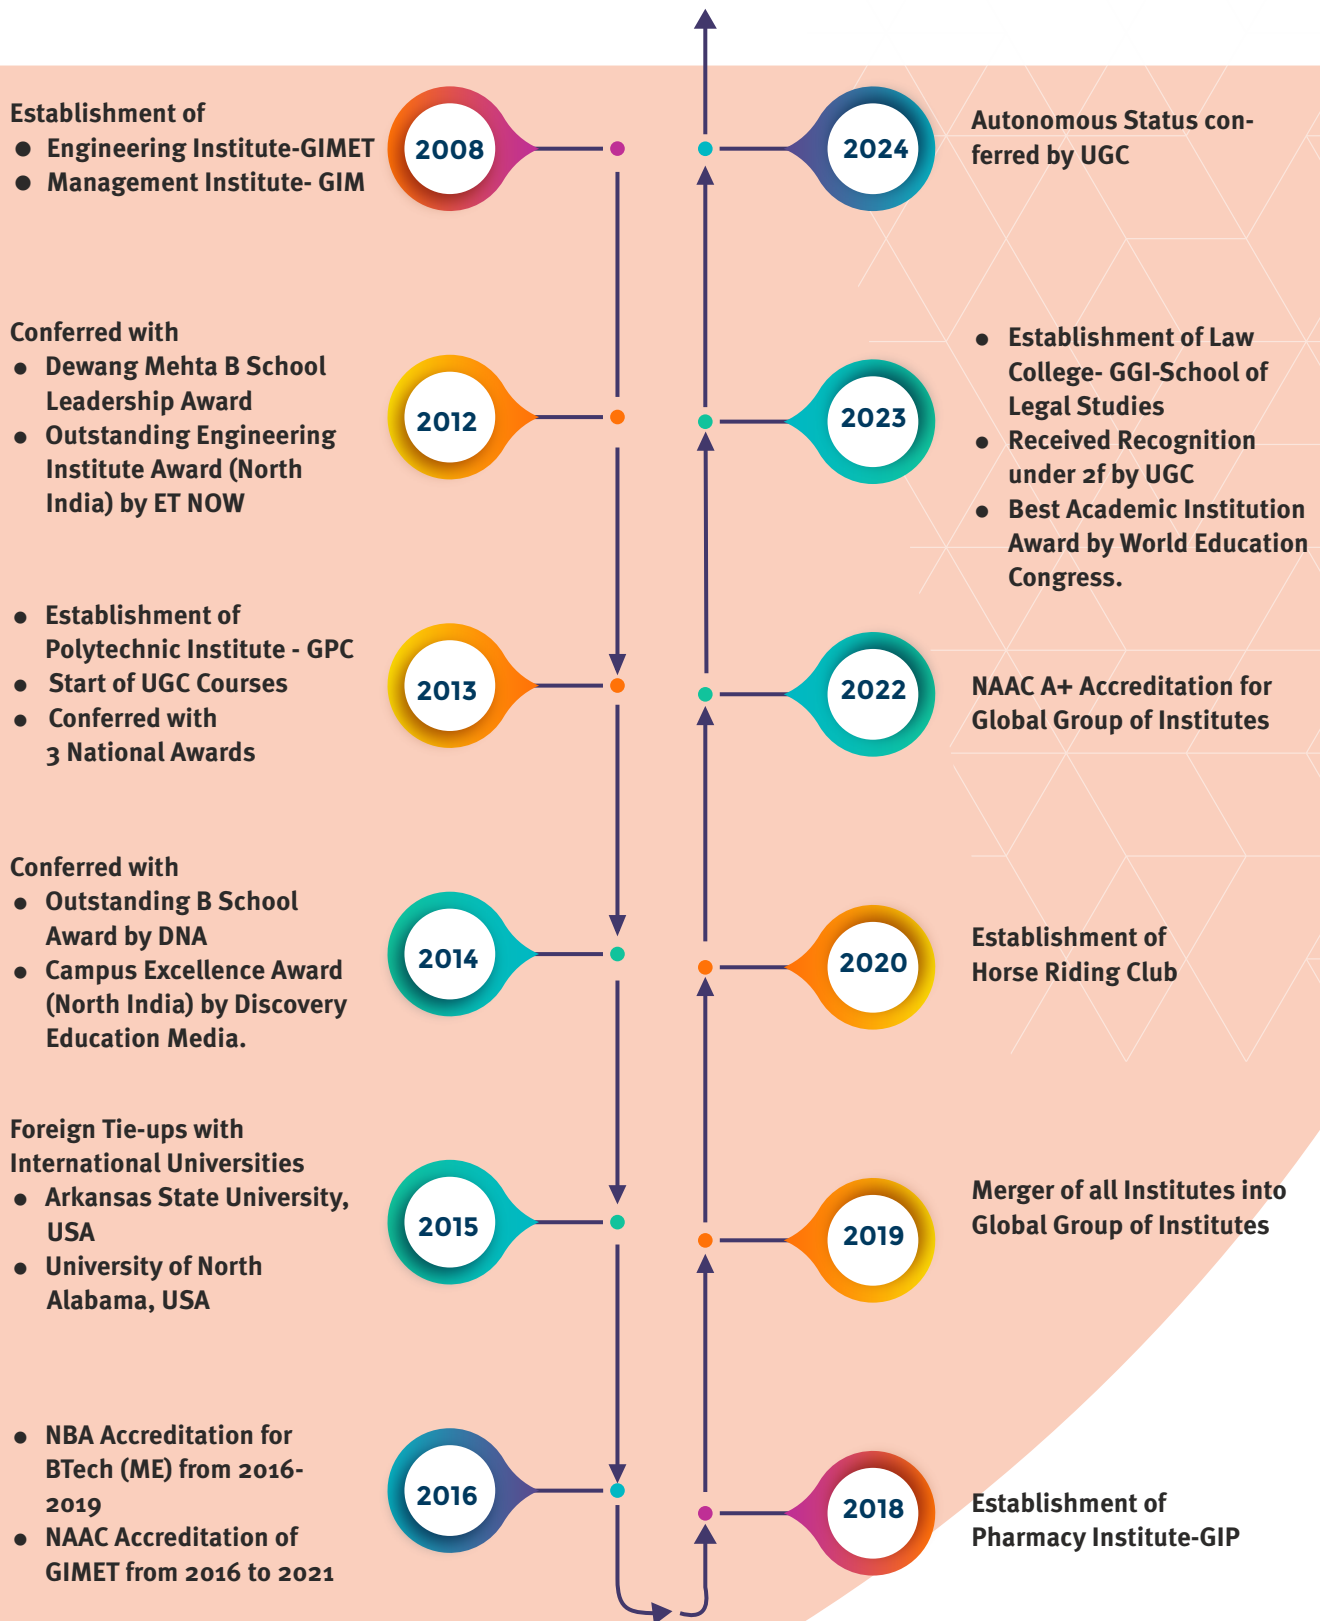 Establishment of
● Engineering Institute-GIMET
● Management Institute- GIM
2008
Conferred with
● Dewang Mehta B School
Leadership Award
● Outstanding Engineering
Institute Award (North
India) by ET NOW
2012
● Establishment of
Polytechnic Institute - GPC
● Start of UGC Courses
● Conferred with
3 National Awards
2013
Conferred with
● Outstanding B School
Award by DNA
● Campus Excellence Award
(North India) by Discovery
Education Media.
2014
Foreign Tie-ups with
International Universities
● Arkansas State University,
USA
● University of North
Alabama, USA
2015
● NBA Accreditation for
BTech (ME) from 2016-
2019
● NAAC Accreditation of
GIMET from 2016 to 2021
2016
2018
Establishment of
Pharmacy Institute-GIP
2019
Merger of all Institutes into
Global Group of Institutes
2020
Establishment of
Horse Riding Club
2022
NAAC A+ Accreditation for
Global Group of Institutes
2023
● Establishment of Law
College- GGI-School of
Legal Studies
● Received Recognition
under 2f by UGC
● Best Academic Institution
Award by World Education
Congress.
2024
Autonomous Status con-
ferred by UGC